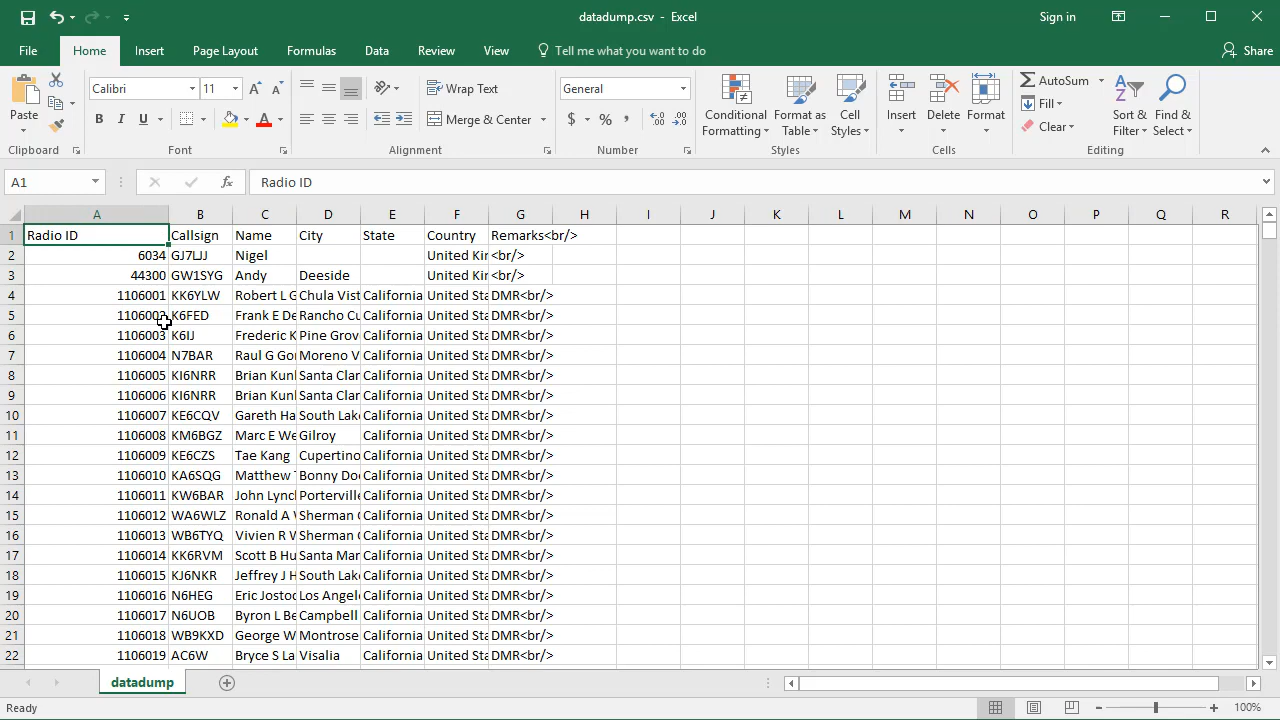 datadump.csv - Excel
Sign in
File Home Insert Page Layout Formulas Data Review View Tell me what you want to do Share
Paste
Clipboard
Calibri 11
B I U
Font
Wrap Text
Merge & Center
Alignment
General
$ % ,
Number
Conditional Formatting
Format as Table
Cell Styles
Styles
Insert Delete Format
Cells
AutoSum
Fill
Clear
Sort & Filter
Find & Select
Editing
A1 fx Radio ID
A B C D E F G H I J K L M N O P Q R
1 Radio ID Callsign Name City State Country Remarks<br/>
2 6034 GJ7LJJ Nigel United Kin <br/>
3 44300 GW1SYG Andy Deeside United Kin <br/>
4 1106001 KK6YLW Robert L G Chula Vist California United Sta DMR<br/>
5 1106002 K6FED Frank E De Rancho Cu California United Sta DMR<br/>
6 1106003 K6IJ Frederic K Pine Grov California United Sta DMR<br/>
7 1106004 N7BAR Raul G Gor Moreno V California United Sta DMR<br/>
8 1106005 KI6NRR Brian Kunl Santa Clar California United Sta DMR<br/>
9 1106006 KI6NRR Brian Kunl Santa Clar California United Sta DMR<br/>
10 1106007 KE6CQV Gareth Ha South Lake California United Sta DMR<br/>
11 1106008 KM6BGZ Marc E We Gilroy California United Sta DMR<br/>
12 1106009 KE6CZS Tae Kang Cupertino California United Sta DMR<br/>
13 1106010 KA6SQG Matthew Bonny Doo California United Sta DMR<br/>
14 1106011 KW6BAR John Lync Porterville California United Sta DMR<br/>
15 1106012 WA6WLZ Ronald A Sherman California United Sta DMR<br/>
16 1106013 WB6TYQ Vivien R Sherman California United Sta DMR<br/>
17 1106014 KK6RVM Scott B Hu Santa Mar California United Sta DMR<br/>
18 1106015 KJ6NKR Jeffrey J H South Lake California United Sta DMR<br/>
19 1106016 N6HEG Eric Jostoc Los Angel California United Sta DMR<br/>
20 1106017 N6UOB Byron L Be Campbell California United Sta DMR<br/>
21 1106018 WB9KXD George W Montrose California United Sta DMR<br/>
22 1106019 AC6W Bryce S La Visalia California United Sta DMR<br/>
datadump
Ready
100%